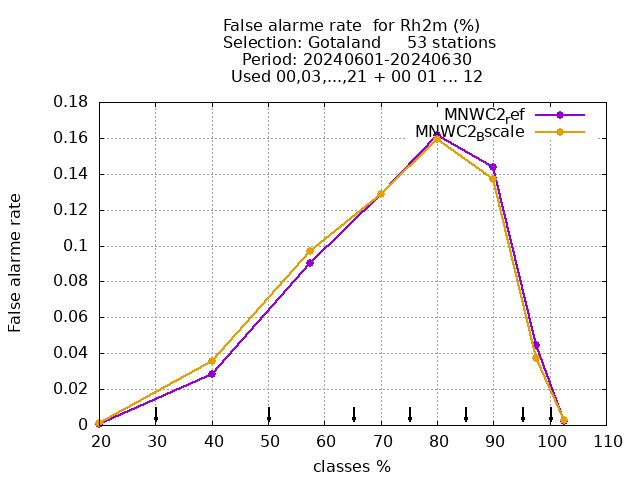 False alarme rate  for Rh2m (%)
Selection: Gotaland     53 stations
Period: 20240601-20240630
Used 00,03,...,21 + 00 01 ... 12
MNWC2ref
MNWC2Bscale
False alarme rate
0.18
0.16
0.14
0.12
0.1
0.08
0.06
0.04
0.02
0
20 30 40 50 60 70 80 90 100 110
classes %